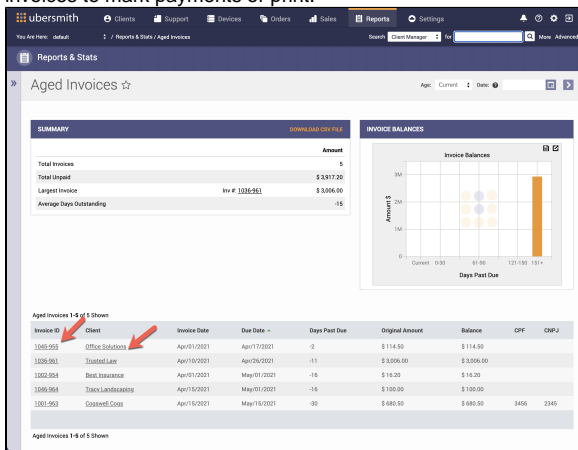 invoices to mark payments or print.
ubersmith Clients Support Devices Orders Sales Reports Settings
You Are Here: default / Reports & Stats / Aged Invoices Search Client Manager for More Advanced
Reports & Stats
Aged Invoices Age: Current Date:
SUMMARY DOWNLOAD CSV FILE
Amount
Total Invoices 5
Total Unpaid $ 3,917.20
Largest Invoice Inv #: 1036-961 $ 3,006.00
Average Days Outstanding -15
INVOICE BALANCES
Invoice Balances
Amount $
3M
2M
1M
0
Current 0-30 61-90 121-150 151+
Days Past Due
Aged Invoices 1-5 of 5 Shown
Invoice ID Client Invoice Date Due Date Days Past Due Original Amount Balance CPF CNPJ
1045-955 Office Solutions Apr/01/2021 Apr/17/2021 -2 $ 114.50 $ 114.50
1036-961 Trusted Law Apr/10/2021 Apr/26/2021 -11 $ 3,006.00 $ 3,006.00
1002-954 Best Insurance Apr/01/2021 May/01/2021 -16 $ 16.20 $ 16.20
1046-964 Tracy Landscaping Apr/15/2021 May/01/2021 -16 $ 100.00 $ 100.00
1001-963 Cogswell Cogs Apr/15/2021 May/15/2021 -30 $ 680.50 $ 680.50 3456 2345
Aged Invoices 1-5 of 5 Shown